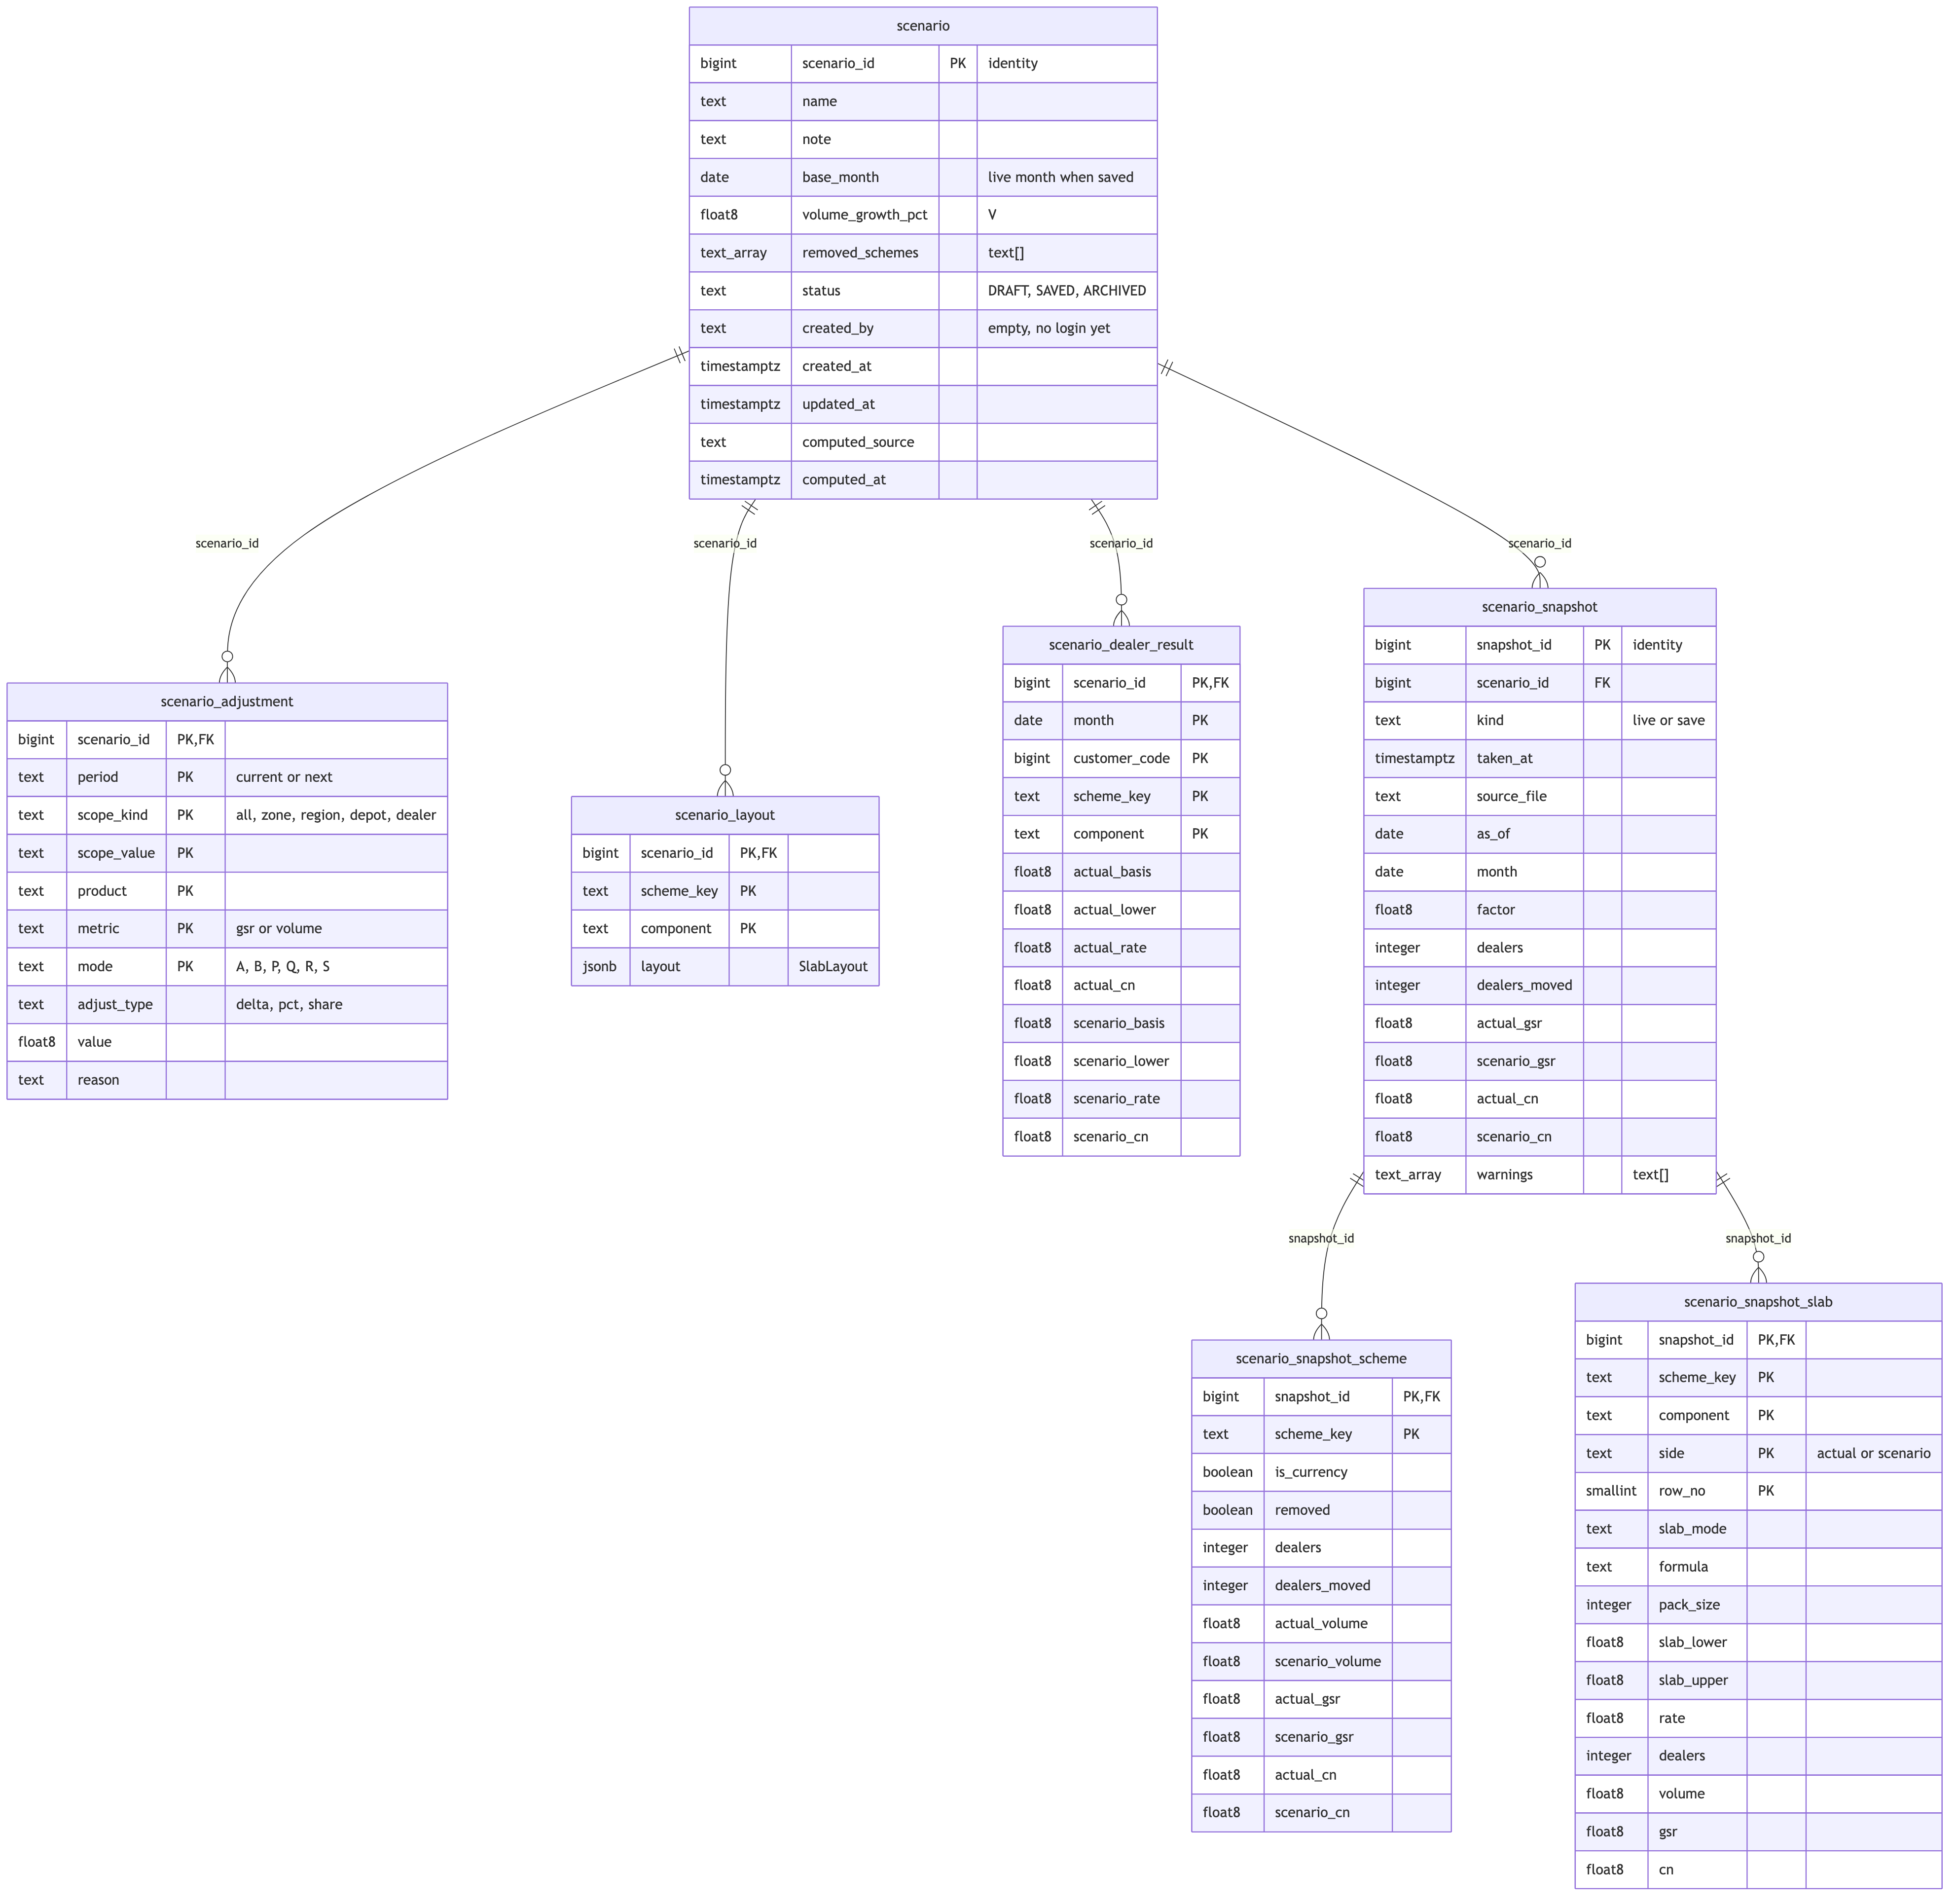 scenario
bigint scenario_id PK identity
text name
text note
date base_month live month when saved
float8 volume_growth_pct V
text_array removed_schemes text[]
text status DRAFT, SAVED, ARCHIVED
text created_by empty, no login yet
timestamptz created_at
timestamptz updated_at
text computed_source
timestamptz computed_at
scenario_id
scenario_id
scenario_id
scenario_id
scenario_adjustment
bigint scenario_id PK,FK
text period PK current or next
text scope_kind PK all, zone, region, depot, dealer
text scope_value PK
text product PK
text metric PK gsr or volume
text mode PK A, B, P, Q, R, S
text adjust_type delta, pct, share
float8 value
text reason
scenario_layout
bigint scenario_id PK,FK
text scheme_key PK
text component PK
jsonb layout SlabLayout
scenario_dealer_result
bigint scenario_id PK,FK
date month PK
bigint customer_code PK
text scheme_key PK
text component PK
float8 actual_basis
float8 actual_lower
float8 actual_rate
float8 actual_cn
float8 scenario_basis
float8 scenario_lower
float8 scenario_rate
float8 scenario_cn
scenario_snapshot
bigint snapshot_id PK identity
bigint scenario_id FK
text kind live or save
timestamptz taken_at
text source_file
date as_of
date month
float8 factor
integer dealers
integer dealers_moved
float8 actual_gsr
float8 scenario_gsr
float8 actual_cn
float8 scenario_cn
text_array warnings text[]
snapshot_id
snapshot_id
scenario_snapshot_scheme
bigint snapshot_id PK,FK
text scheme_key PK
boolean is_currency
boolean removed
integer dealers
integer dealers_moved
float8 actual_volume
float8 scenario_volume
float8 actual_gsr
float8 scenario_gsr
float8 actual_cn
float8 scenario_cn
scenario_snapshot_slab
bigint snapshot_id PK,FK
text scheme_key PK
text component PK
text side PK actual or scenario
smallint row_no PK
text slab_mode
text formula
integer pack_size
float8 slab_lower
float8 slab_upper
float8 rate
integer dealers
float8 volume
float8 gsr
float8 cn